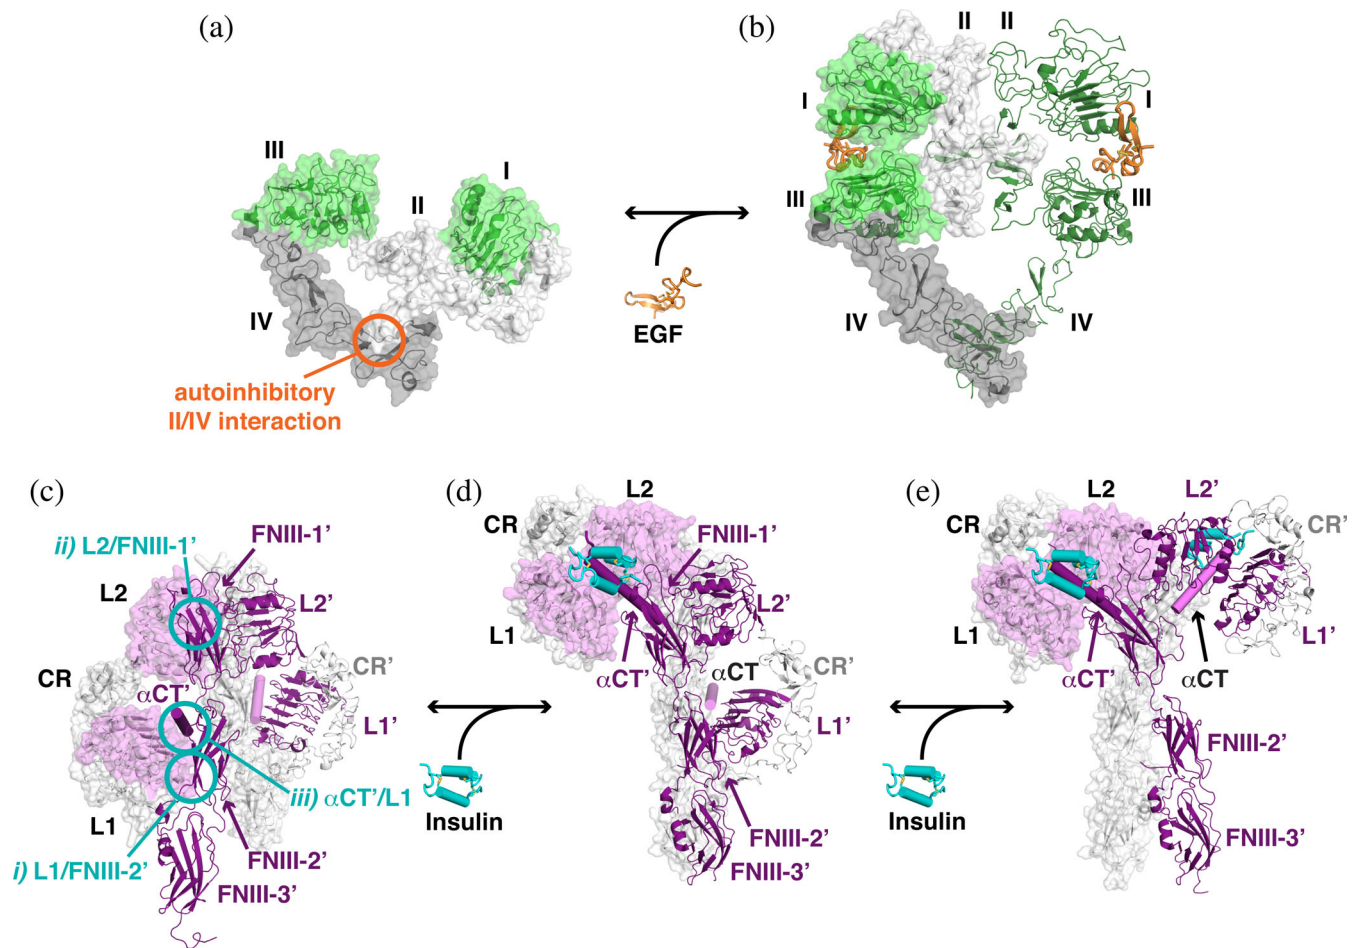 (a)
(b)
II II
I
I
III
I
II
III
III
IV
EGF
IV
IV
autoinhibitory
II/IV interaction
(c)
(d)
(e)
L2
L2
L2’
CR
CR
CR’
ii) L2/FNIII-1’
FNIII-1’
FNIII-1’
L2
L2’
L2’
L1
L1
L1’
CR
CR’
αCT’
αCT’
αCT
CR’
αCT’
αCT
L1’
L1’
iii) αCT’/L1
FNIII-2’
Insulin
Insulin
L1
FNIII-2’
FNIII-2’
i) L1/FNIII-2’
FNIII-3’
FNIII-3’
FNIII-3’